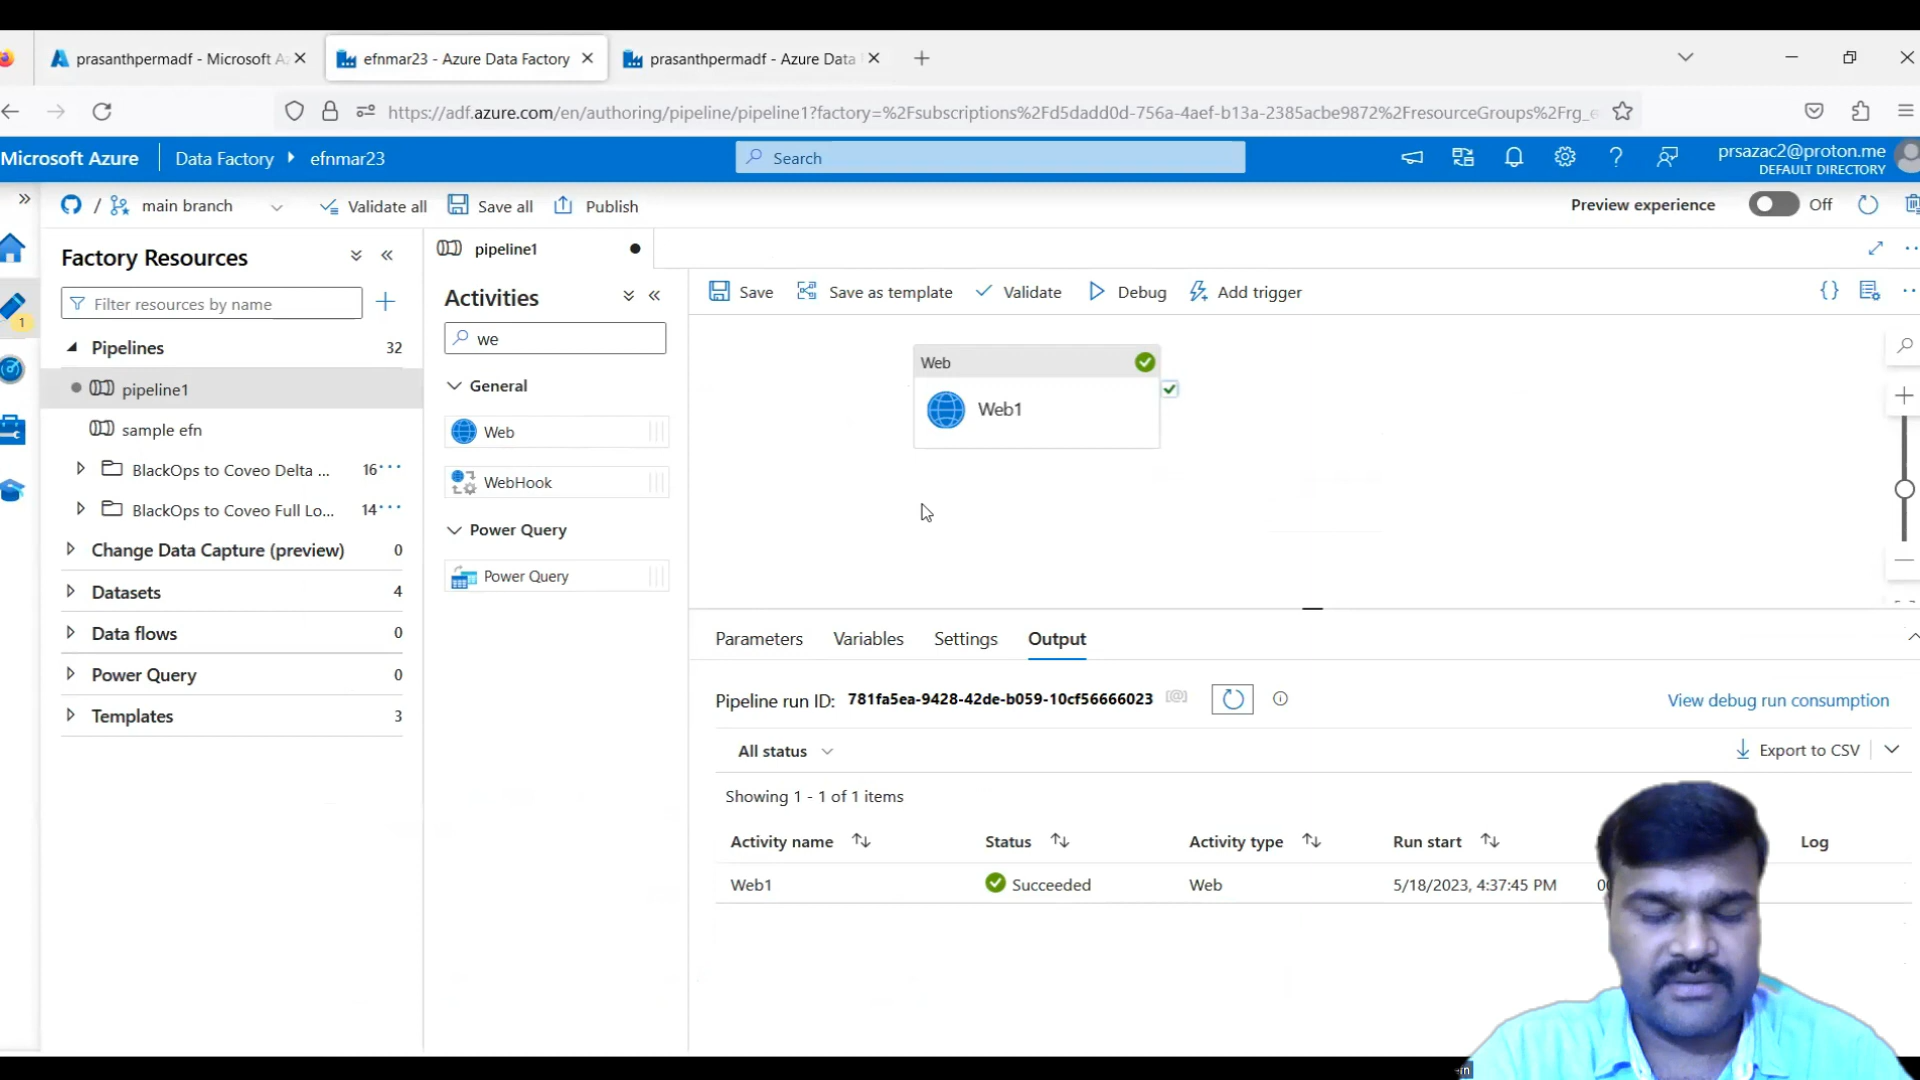 prasanthpermadf - Microsoft Az
efnmar23 - Azure Data Factory
prasanthpermadf - Azure Data
https://adf.azure.com/en/authoring/pipeline/pipeline1?factory=%2Fsubscriptions%2Fd5dadd0d-756a-4aef-b13a-2385acbe9872%2FresourceGroups%2Frg_e
Microsoft Azure
Data Factory
efnmar23
Search
prsazac2@proton.me
DEFAULT DIRECTORY
/ main branch
Validate all
Save all
Publish
Preview experience
Off
Factory Resources
Filter resources by name
1
Pipelines 32
pipeline1
sample efn
BlackOps to Coveo Delta ... 16
BlackOps to Coveo Full Lo... 14
Change Data Capture (preview) 0
Datasets 4
Data flows 0
Power Query 0
Templates 3
pipeline1
Activities
we
General
Web
WebHook
Power Query
Power Query
Save
Save as template
Validate
Debug
Add trigger
{}
Web
Web1
Parameters
Variables
Settings
Output
Pipeline run ID: 781fa5ea-9428-42de-b059-10cf56666023
View debug run consumption
All status
Export to CSV
Showing 1 - 1 of 1 items
Activity name
Status
Activity type
Run start
Log
Web1
Succeeded
Web
5/18/2023, 4:37:45 PM